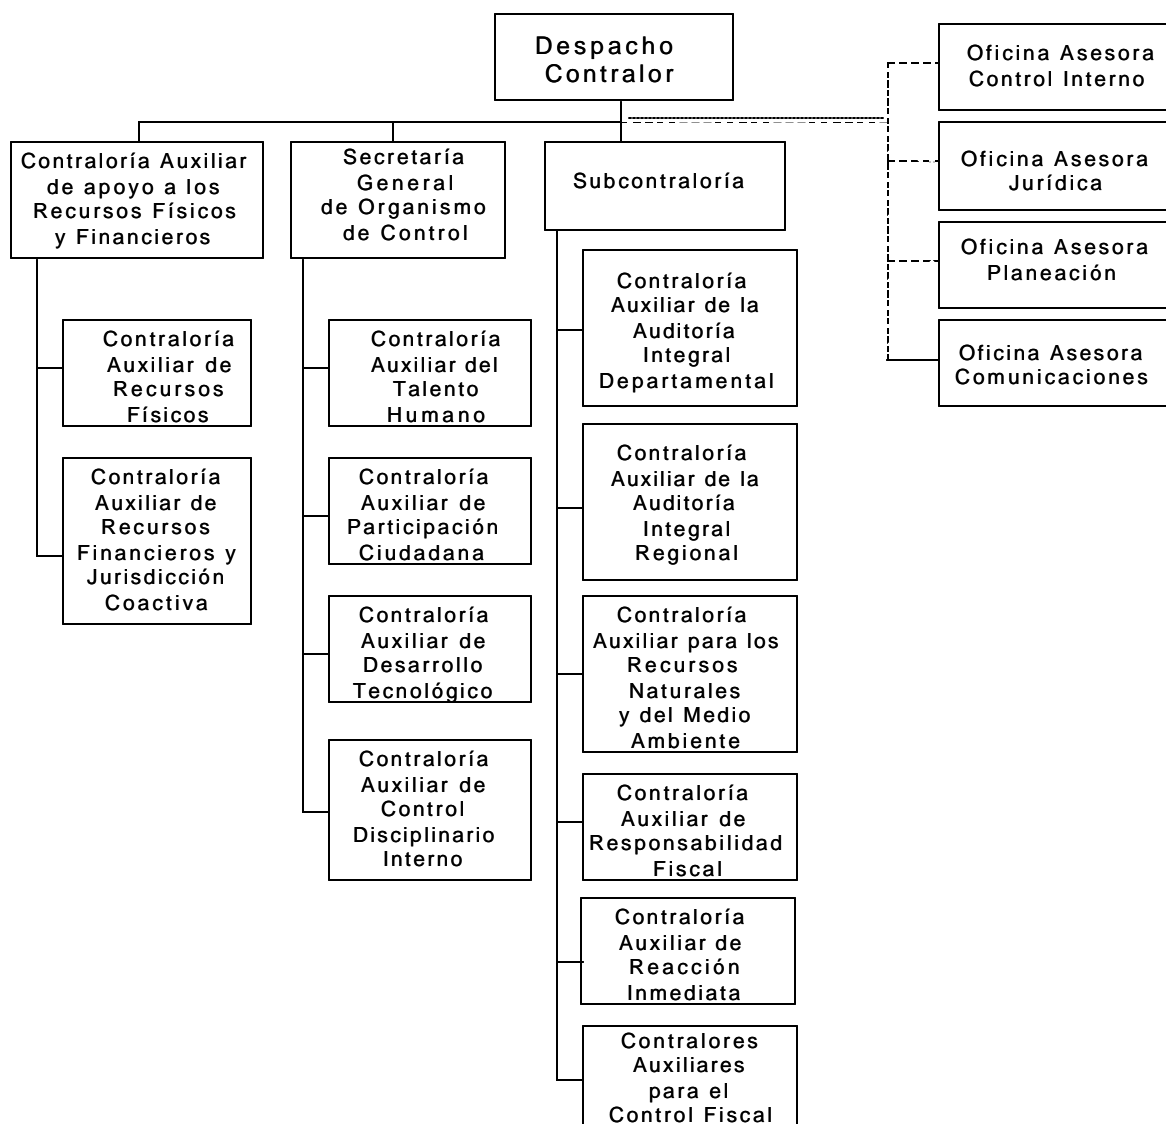 Despacho
Contralor
Oficina Asesora
Control Interno
Oficina Asesora
Jurídica
Oficina Asesora
Planeación
Oficina Asesora
Comunicaciones
Contraloría Auxiliar
de apoyo a los
Recursos Físicos
y Financieros
Contraloría
Auxiliar de
Recursos
Físicos
Contraloría
Auxiliar de
Recursos
Financieros y
Jurisdicción
Coactiva
Secretaría
General
de Organismo
de Control
Contraloría
Auxiliar del
Talento
Humano
Contraloría
Auxiliar de
Participación
Ciudadana
Contraloría
Auxiliar de
Desarrollo
Tecnológico
Contraloría
Auxiliar de
Control
Disciplinario
Interno
Subcontraloría
Contraloría
Auxiliar de la
Auditoría
Integral
Departamental
Contraloría
Auxiliar de la
Auditoría
Integral
Regional
Contraloría
Auxiliar para los
Recursos
Naturales
y del Medio
Ambiente
Contraloría
Auxiliar de
Responsabilidad
Fiscal
Contraloría
Auxiliar de
Reacción
Inmediata
Contralores
Auxiliares
para el
Control Fiscal